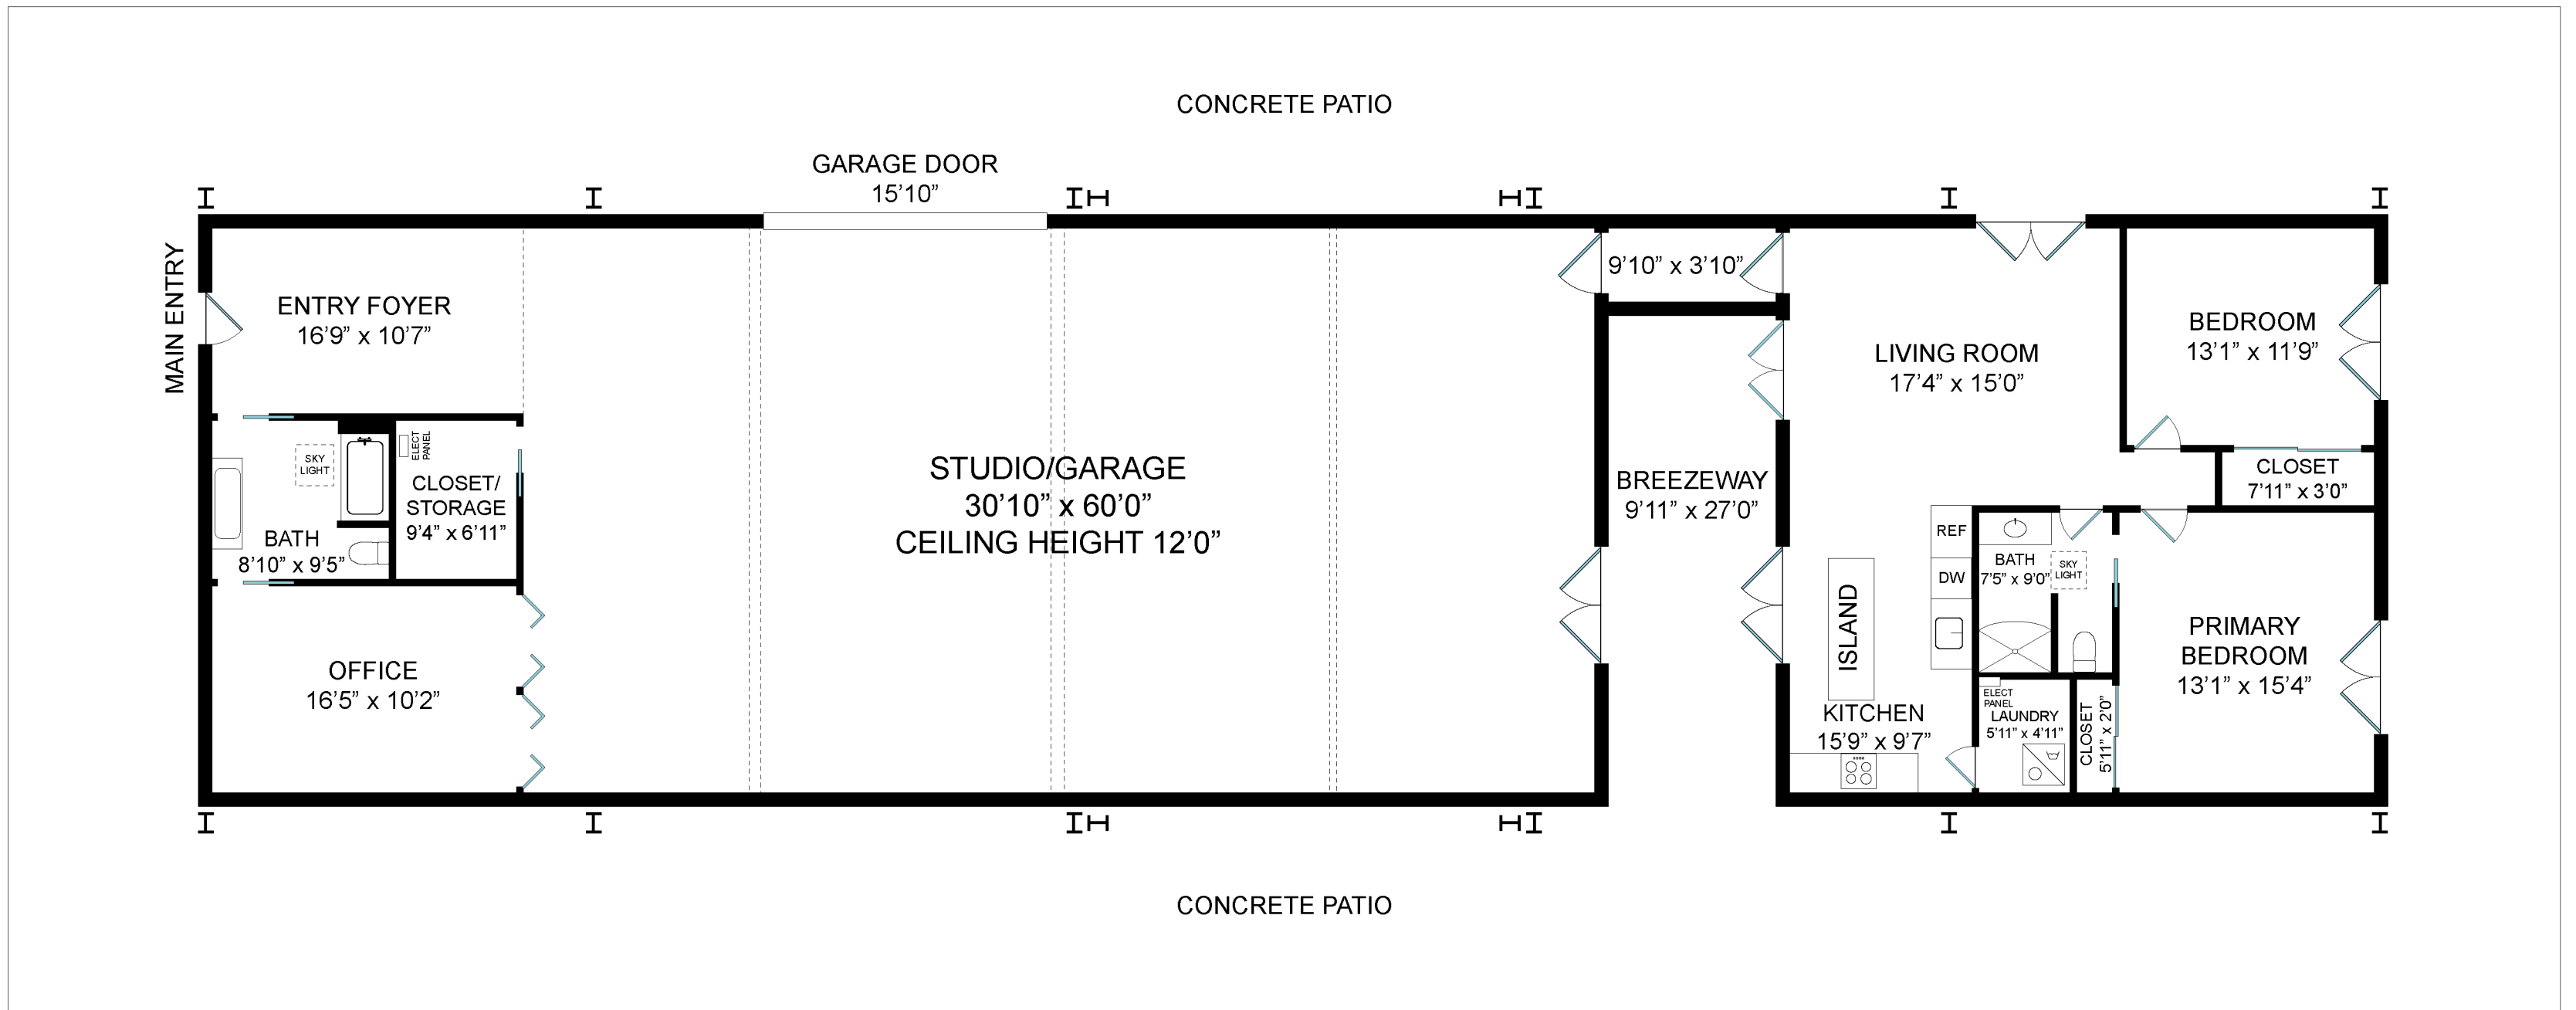 CONCRETE PATIO
GARAGE DOOR
15’10”
MAIN ENTRY
ENTRY FOYER
16’9” x 10’7”
SKY
LIGHT
BATH
8’10” x 9’5”
ELECT
PANEL
CLOSET/
STORAGE
9’4” x 6’11”
OFFICE
16’5” x 10’2”
STUDIO/GARAGE
30’10” x 60’0”
CEILING HEIGHT 12’0”
9’10” x 3’10”
BREEZEWAY
9’11” x 27’0”
LIVING ROOM
17’4” x 15’0”
BEDROOM
13’1” x 11’9”
CLOSET
7’11” x 3’0”
REF
DW
ISLAND
KITCHEN
15’9” x 9’7”
BATH
7’5” x 9’0”
SKY
LIGHT
ELECT
PANEL
LAUNDRY
5’11” x 4’11”
CLOSET
5’11” x 2’0”
PRIMARY
BEDROOM
13’1” x 15’4”
CONCRETE PATIO